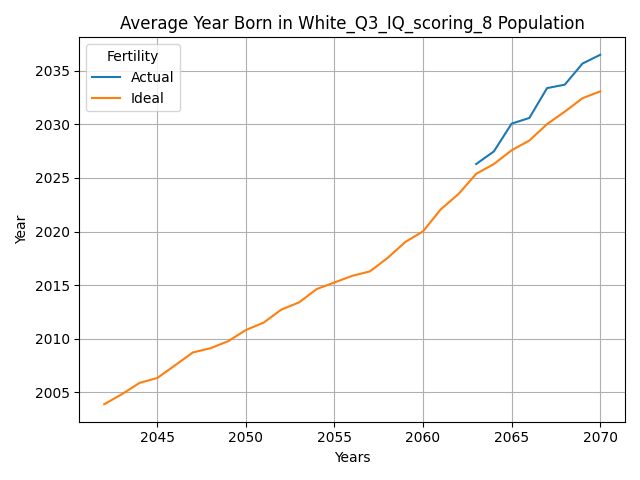 Average Year Born in White_Q3_IQ_scoring_8 Population
Fertility
Actual
Ideal
Year
2035
2030
2025
2020
2015
2010
2005
2045 2050 2055 2060 2065 2070
Years